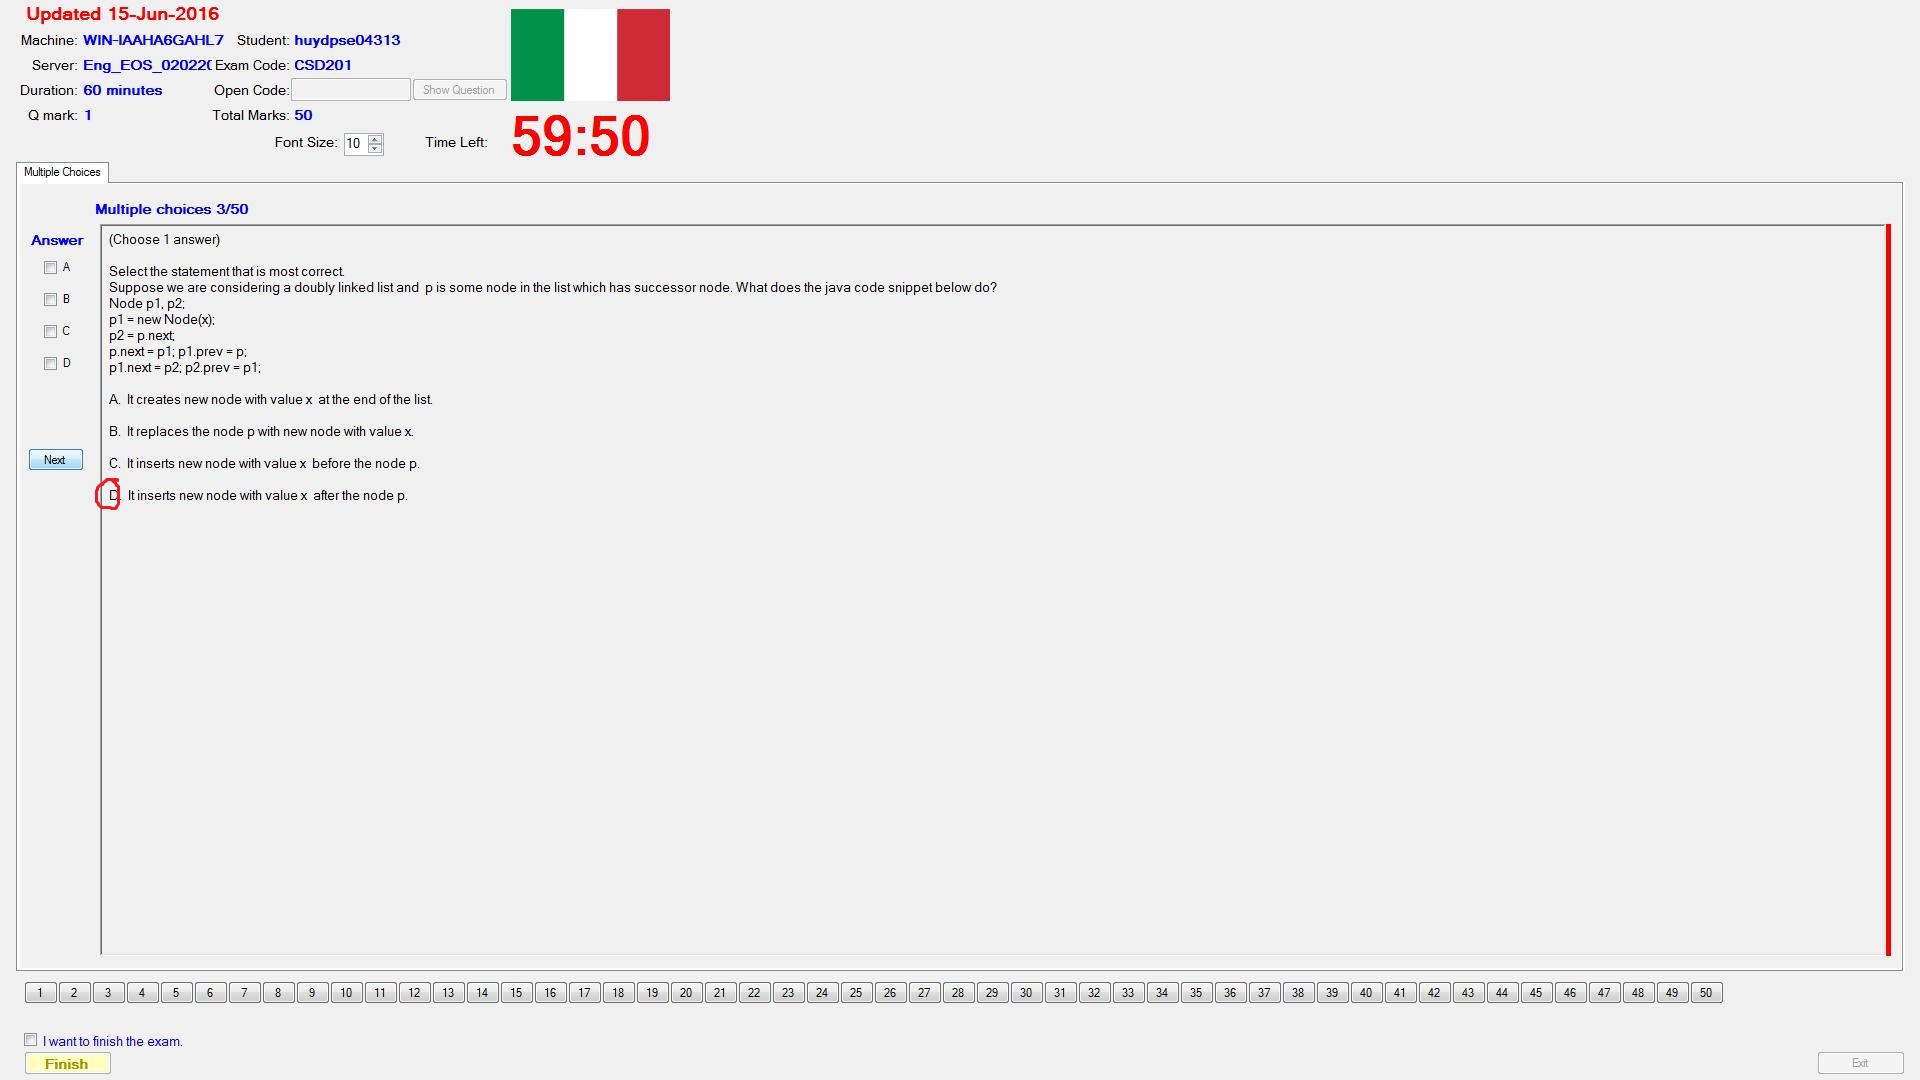 Updated 15-Jun-2016
Machine: WIN-IAAHA6GAHL7 Student: huydpse04313
Server: Eng_EOS_02022( Exam Code: CSD201
Duration: 60 minutes Open Code: Show Question
Q mark: 1 Total Marks: 50
Font Size: 10 Time Left: 59:50
Multiple Choices
Multiple choices 3/50
Answer
A
B
C
D
Next
(Choose 1 answer)
Select the statement that is most correct.
Suppose we are considering a doubly linked list and p is some node in the list which has successor node. What does the java code snippet below do?
Node p1, p2;
p1 = new Node(x);
p2 = p.next;
p.next = p1; p1.prev = p;
p1.next = p2; p2.prev = p1;
A. It creates new node with value x at the end of the list.
B. It replaces the node p with new node with value x.
C. It inserts new node with value x before the node p.
D. It inserts new node with value x after the node p.
1 2 3 4 5 6 7 8 9 10 11 12 13 14 15 16 17 18 19 20 21 22 23 24 25 26 27 28 29 30 31 32 33 34 35 36 37 38 39 40 41 42 43 44 45 46 47 48 49 50
I want to finish the exam.
Finish Exit